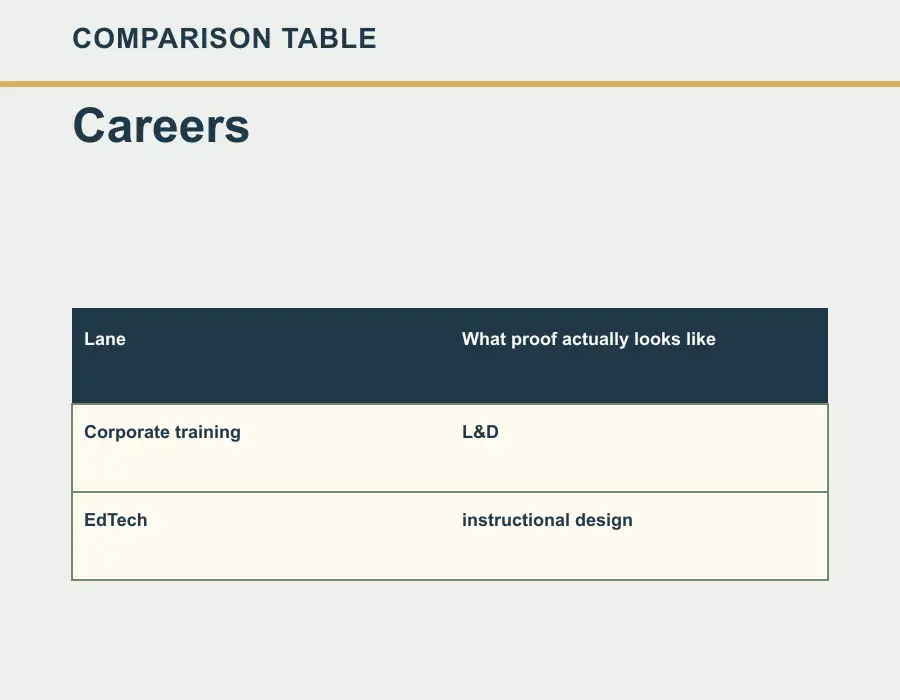 COMPARISON TABLE
Careers
Lane What proof actually looks like
Corporate training L&D
EdTech instructional design